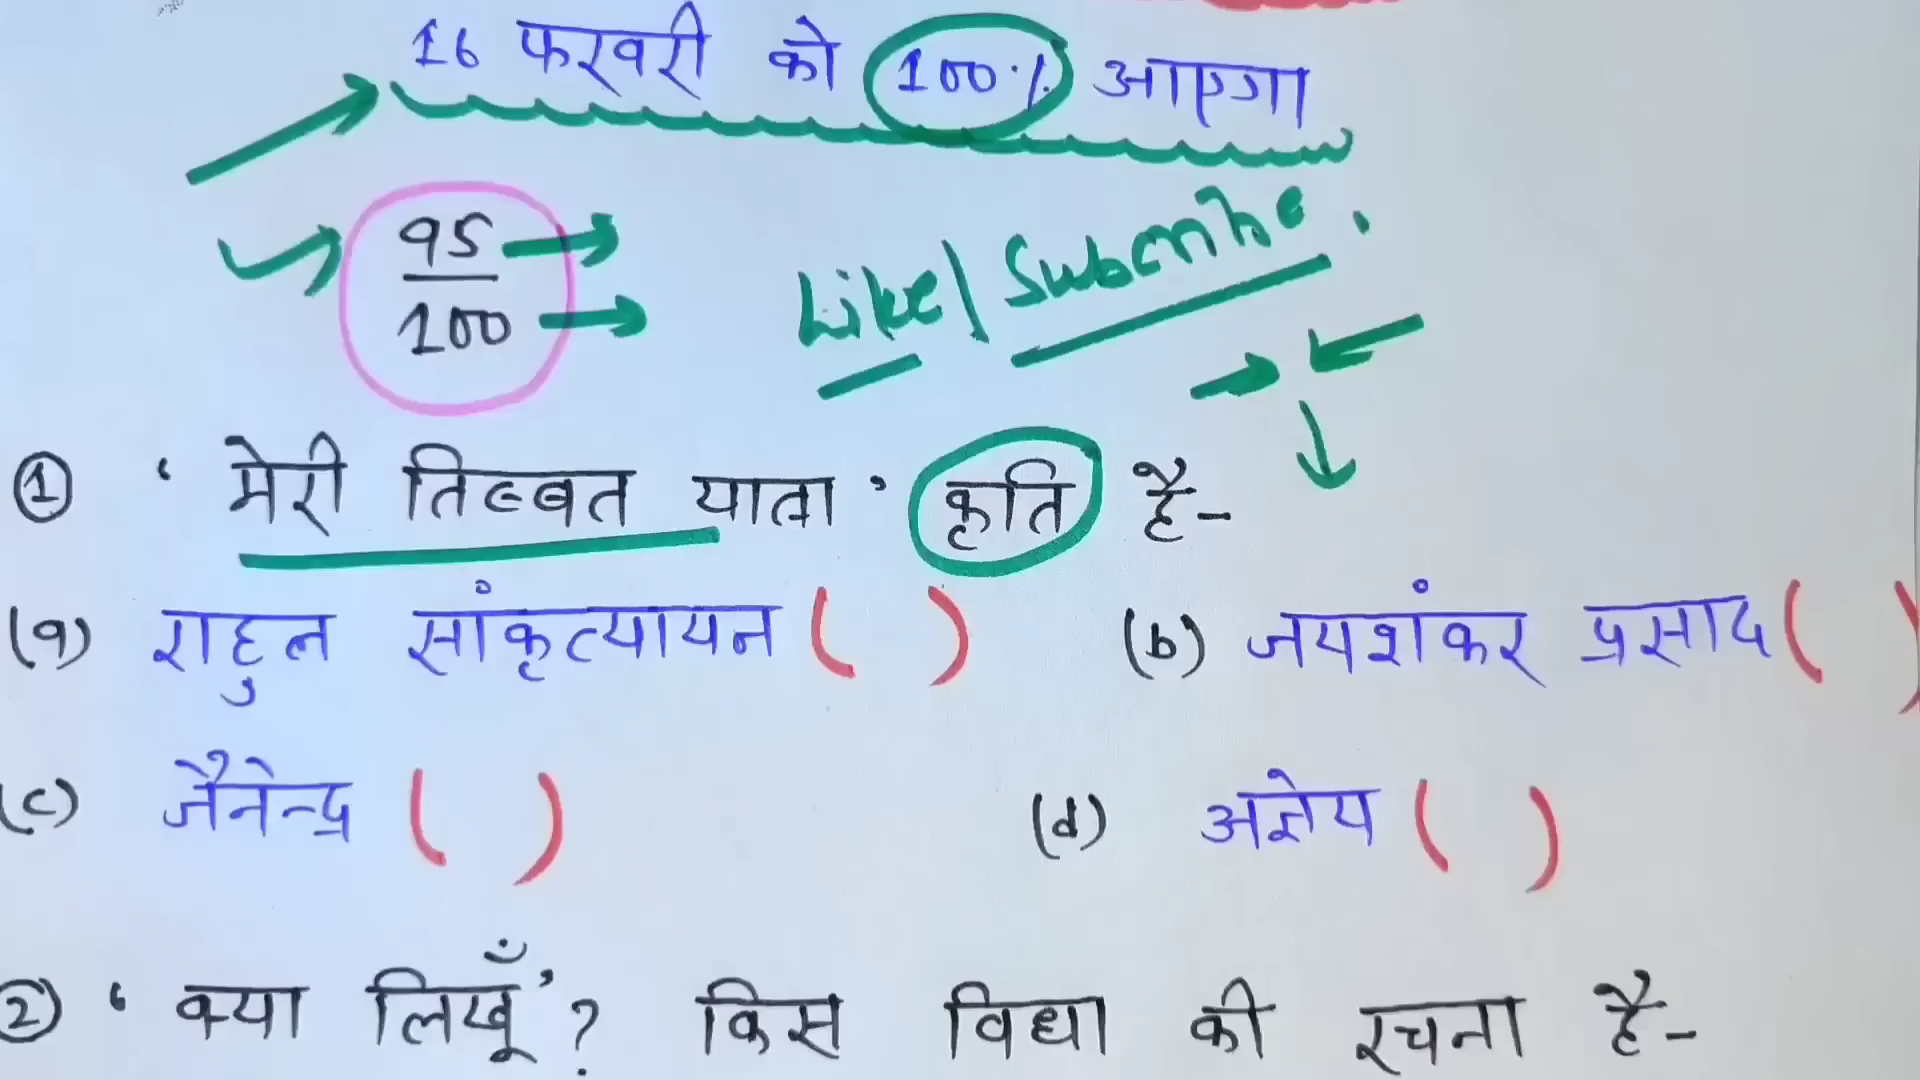 16 फरवरी को 100% आएगा
95
100
Like/Subscribe.
① 'मेरी तिब्बत यात्रा' कृति है-
(a) राहुल सांकृत्यायन ( ) (b) जयशंकर प्रसाद ( )
(c) जैनेन्द्र ( ) (d) अज्ञेय ( )
② 'क्या लिखूँ'? किस विधा की रचना है-